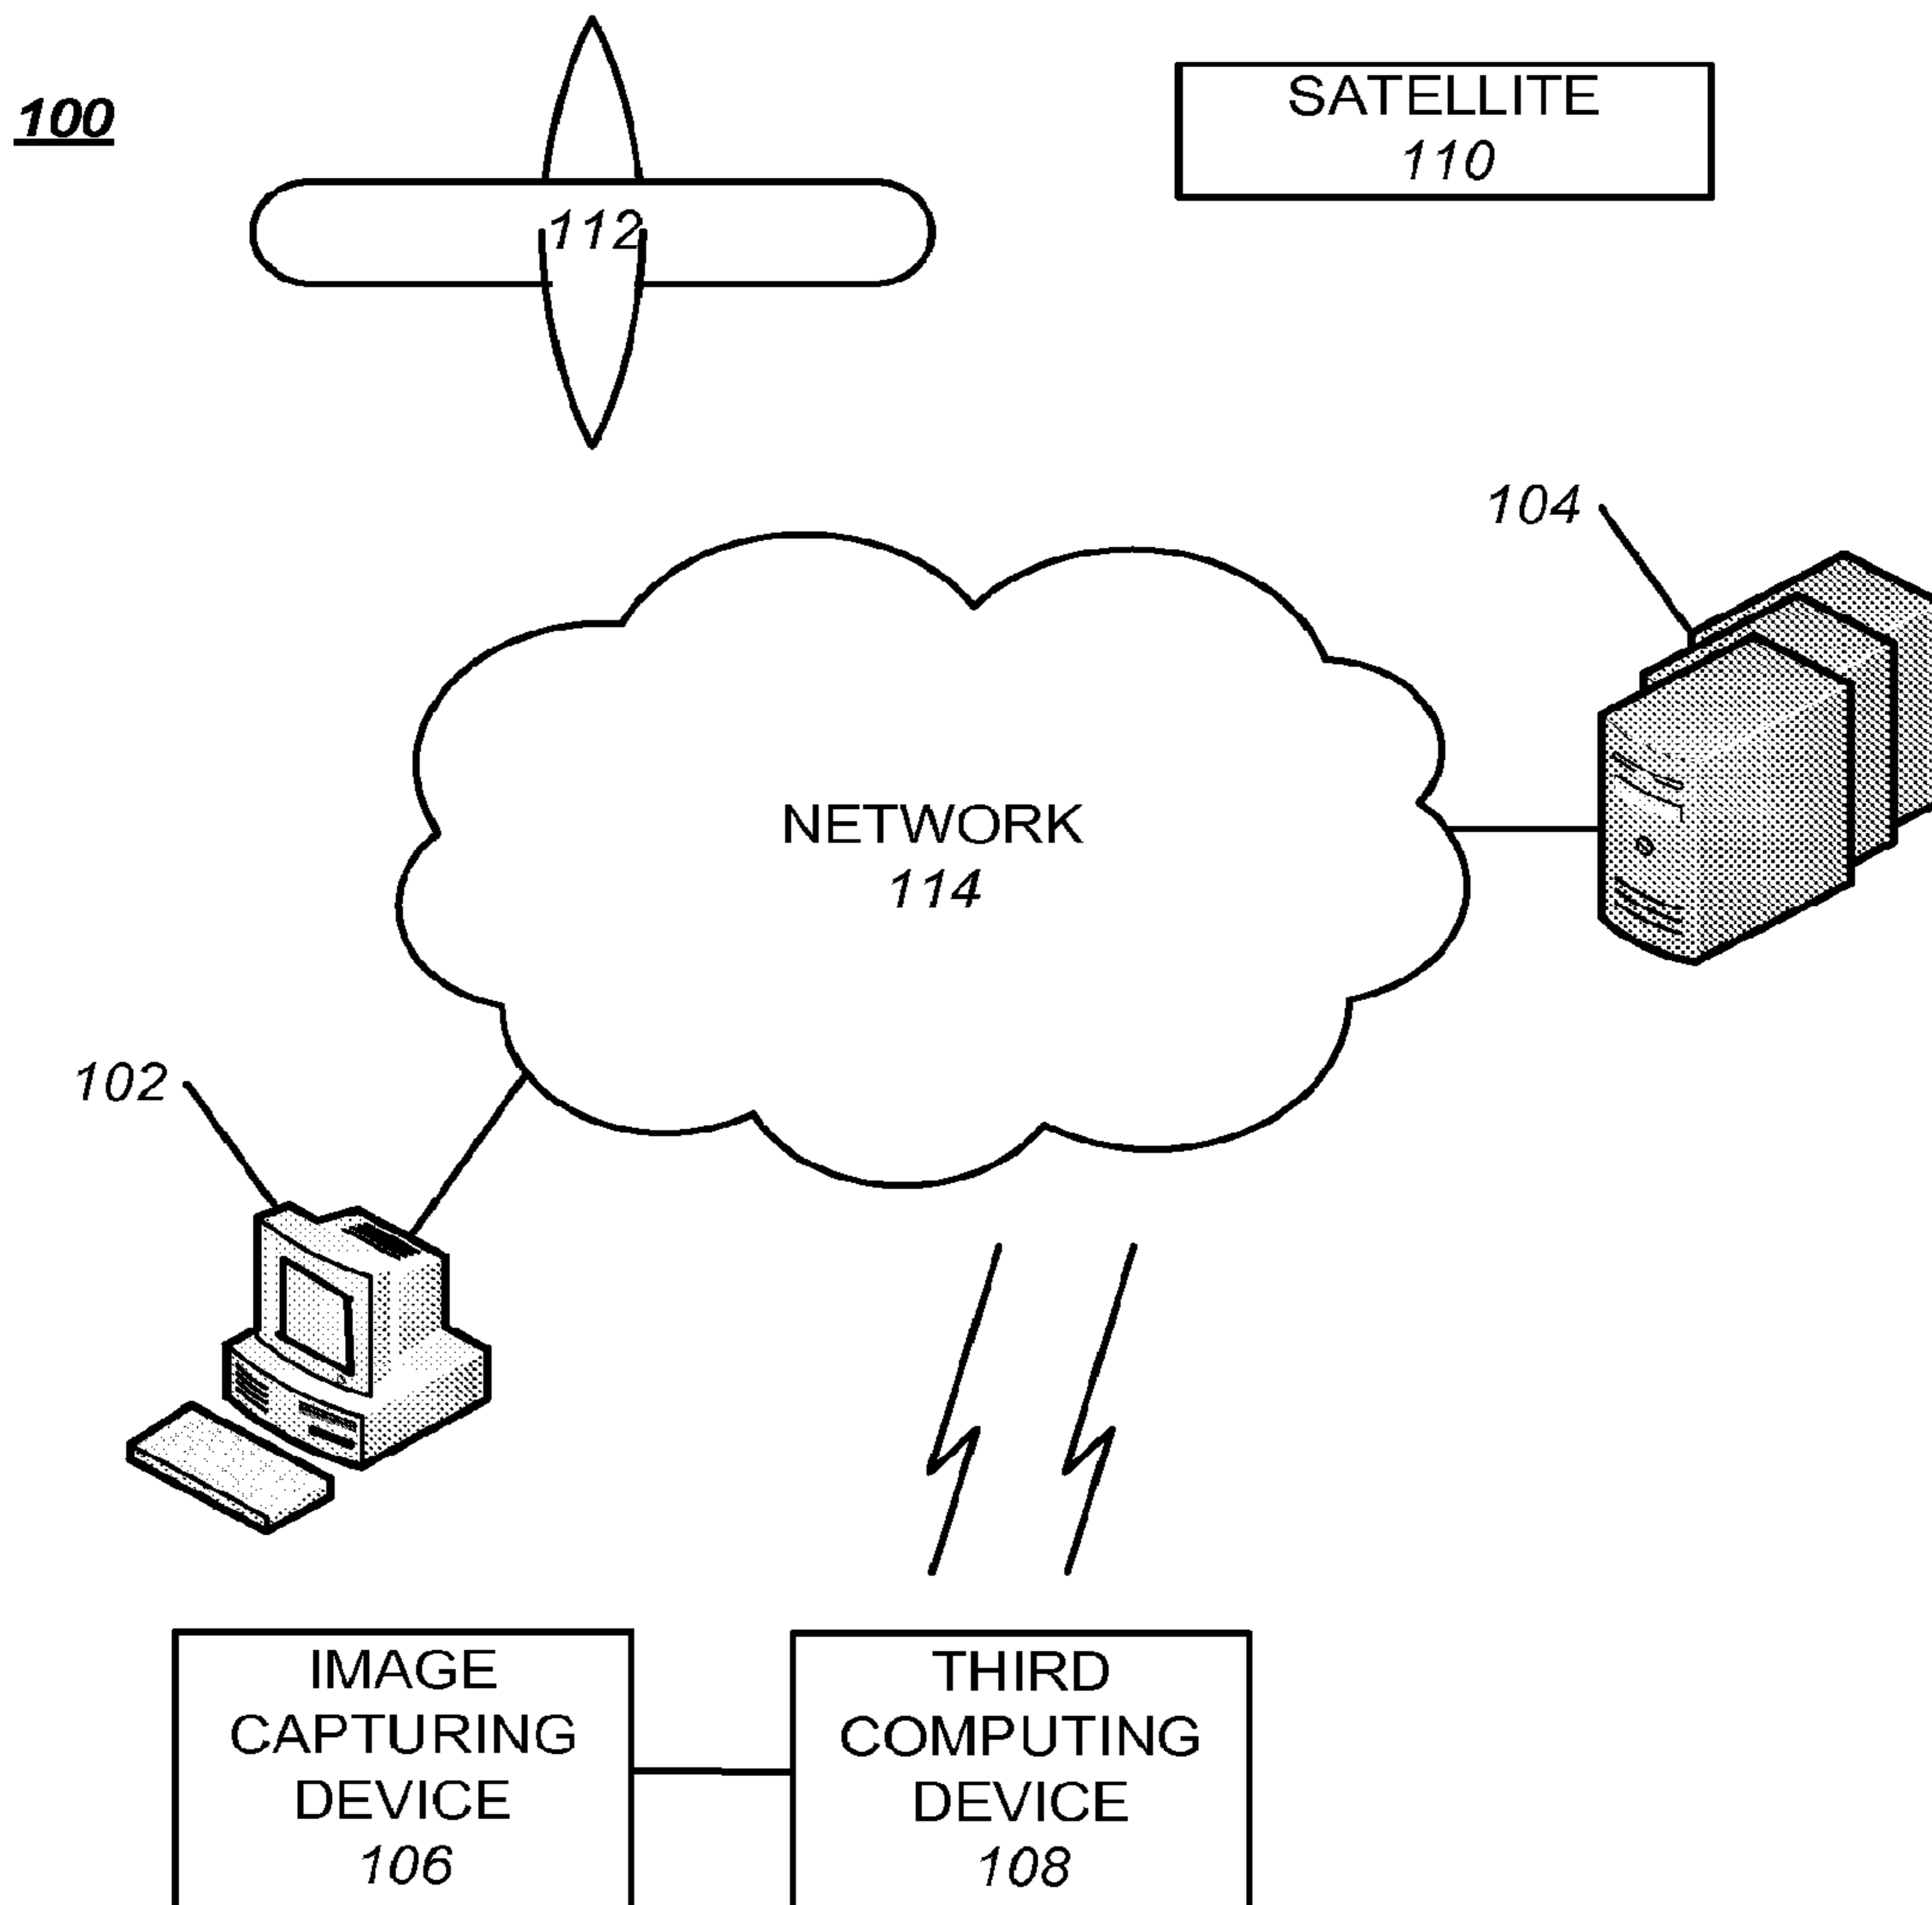 100
SATELLITE
110
112
104
NETWORK
114
102
IMAGE
CAPTURING
DEVICE
106
THIRD
COMPUTING
DEVICE
108